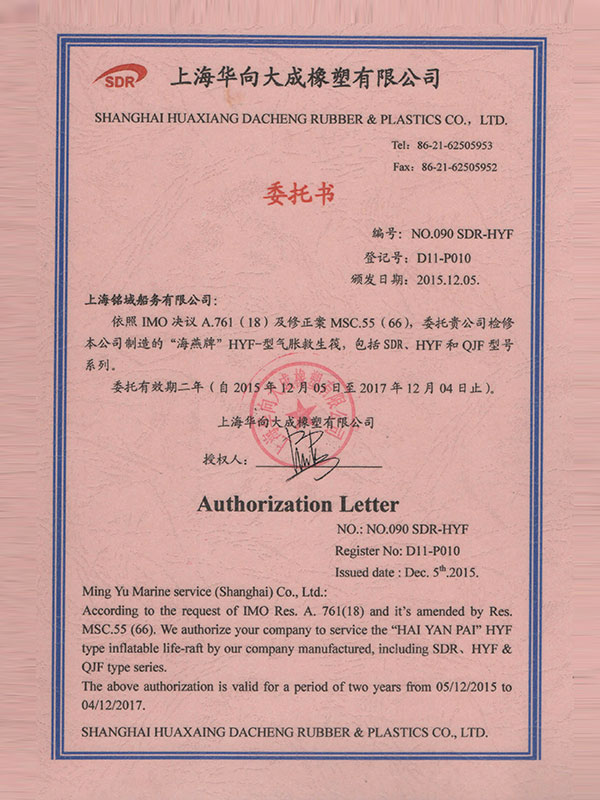 SDR
上海华向大成橡塑有限公司
SHANGHAI HUAXIANG DACHENG RUBBER & PLASTICS CO., LTD.
Tel: 86-21-62505953
Fax: 86-21-62505952
委托书
编号: NO.090 SDR-HYF
登记号: D11-P010
颁发日期: 2015.12.05.
上海铭域船务有限公司:
依照 IMO 决议 A.761（18）及修正案 MSC.55（66），委托贵公司检修
本公司制造的“海燕牌”HYF-型气胀救生筏，包括 SDR、HYF 和 QJF 型号
系列。
委托有效期二年（自 2015 年 12 月 05 日至 2017 年 12 月 04 日止）。
上海华向大成橡塑有限公司
上海华向大成橡塑有限公司
授权人:
Authorization Letter
NO.: NO.090 SDR-HYF
Register No: D11-P010
Issued date : Dec. 5th.2015.
Ming Yu Marine service (Shanghai) Co., Ltd.:
According to the request of IMO Res. A. 761(18) and it's amended by Res.
MSC.55 (66). We authorize your company to service the “HAI YAN PAI” HYF
type inflatable life-raft by our company manufactured, including SDR、HYF &
QJF type series.
The above authorization is valid for a period of two years from 05/12/2015 to
04/12/2017.
SHANGHAI HUAXAING DACHENG RUBBER & PLASTICS CO., LTD.